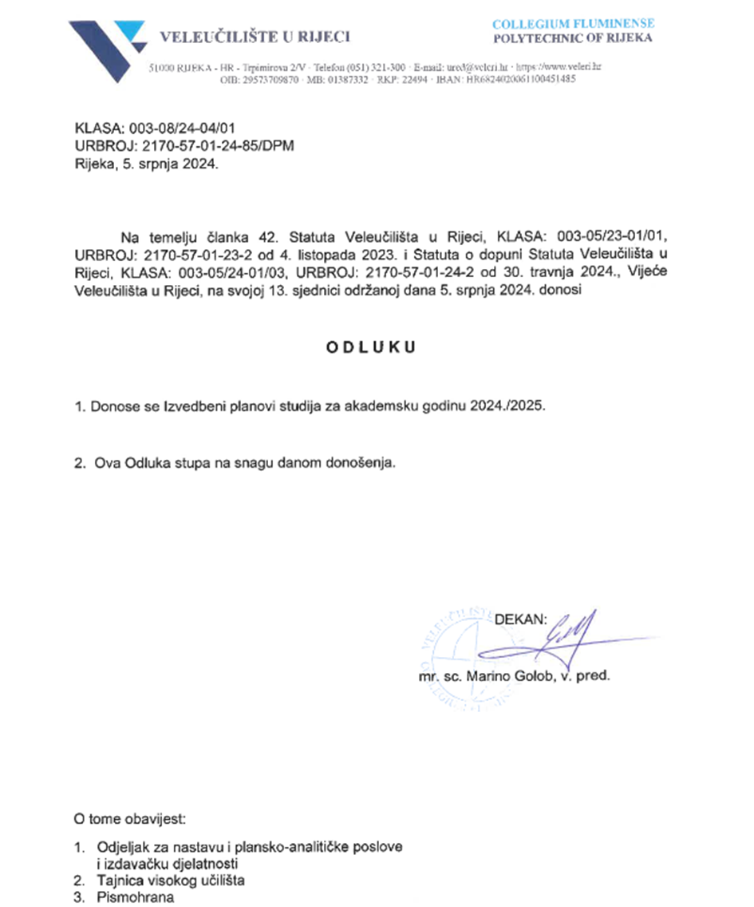 VELEUČILIŠTE U RIJECI
COLLEGIUM FLUMINENSE
POLYTECHNIC OF RIJEKA
51000 RIJEKA - HR - Trpimirova 2/V · Telefon (051) 321-300 · E-mail: ured@veleri.hr · https://www.veleri.hr
OIB: 29573709870 · MB: 01387332 · RKP: 22494 · IBAN: HR6824020061100451485
KLASA: 003-08/24-04/01
URBROJ: 2170-57-01-24-85/DPM
Rijeka, 5. srpnja 2024.
Na temelju članka 42. Statuta Veleučilišta u Rijeci, KLASA: 003-05/23-01/01,
URBROJ: 2170-57-01-23-2 od 4. listopada 2023. i Statuta o dopuni Statuta Veleučilišta u
Rijeci, KLASA: 003-05/24-01/03, URBROJ: 2170-57-01-24-2 od 30. travnja 2024., Vijeće
Veleučilišta u Rijeci, na svojoj 13. sjednici održanoj dana 5. srpnja 2024. donosi
O D L U K U
1. Donose se Izvedbeni planovi studija za akademsku godinu 2024./2025.
2. Ova Odluka stupa na snagu danom donošenja.
DEKAN:
mr. sc. Marino Golob, v. pred.
O tome obavijest:
1. Odjeljak za nastavu i plansko-analitičke poslove
i izdavačku djelatnosti
2. Tajnica visokog učilišta
3. Pismohrana